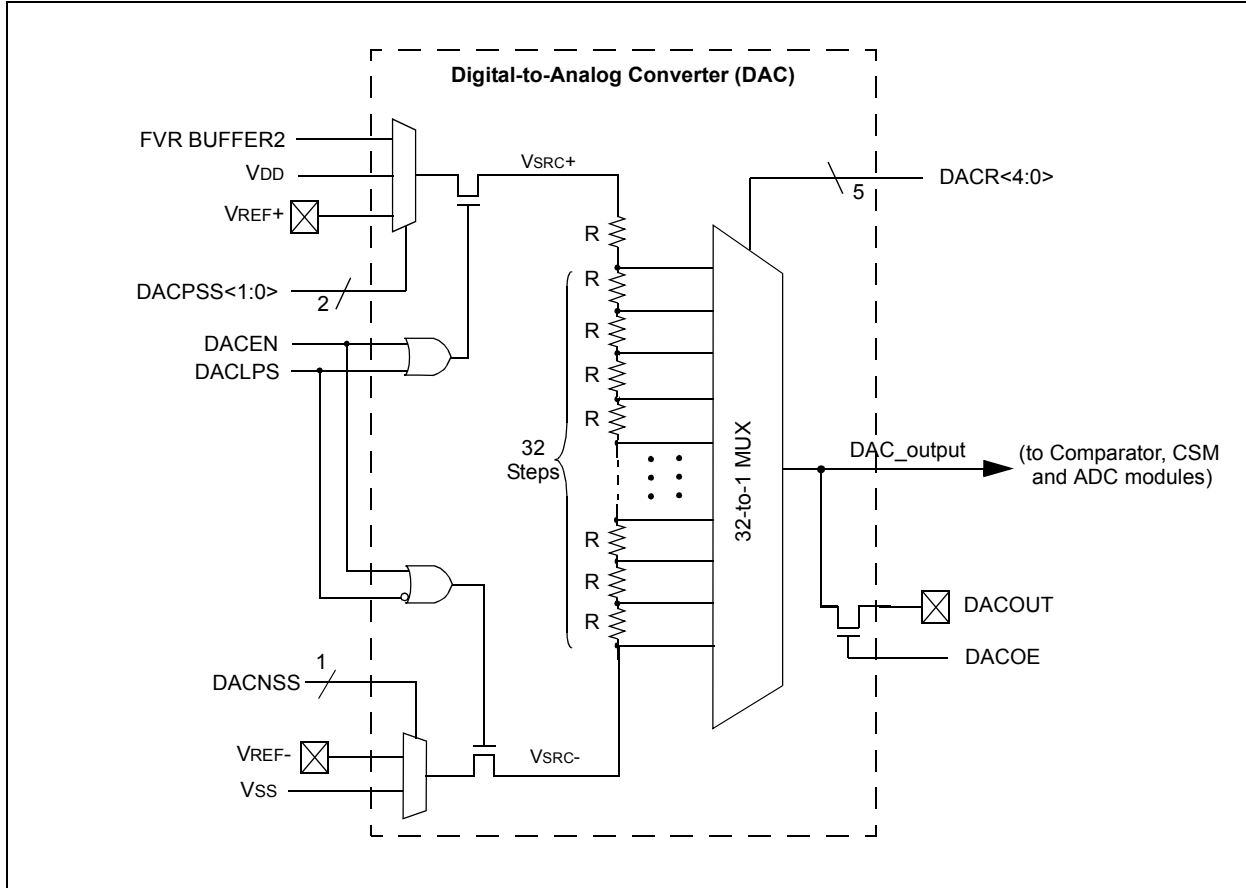 Digital-to-Analog Converter (DAC)
FVR BUFFER2
VDD
VREF+
VSRC+
DACR<4:0>
5
DACPSS<1:0>
2
DACEN
DACLPS
R
R
R
R
R
32
Steps
R
R
R
32-to-1 MUX
DAC_output
(to Comparator, CSM
and ADC modules)
DACOUT
DACOE
DACNSS
1
VREF-
VSS
VSRC-